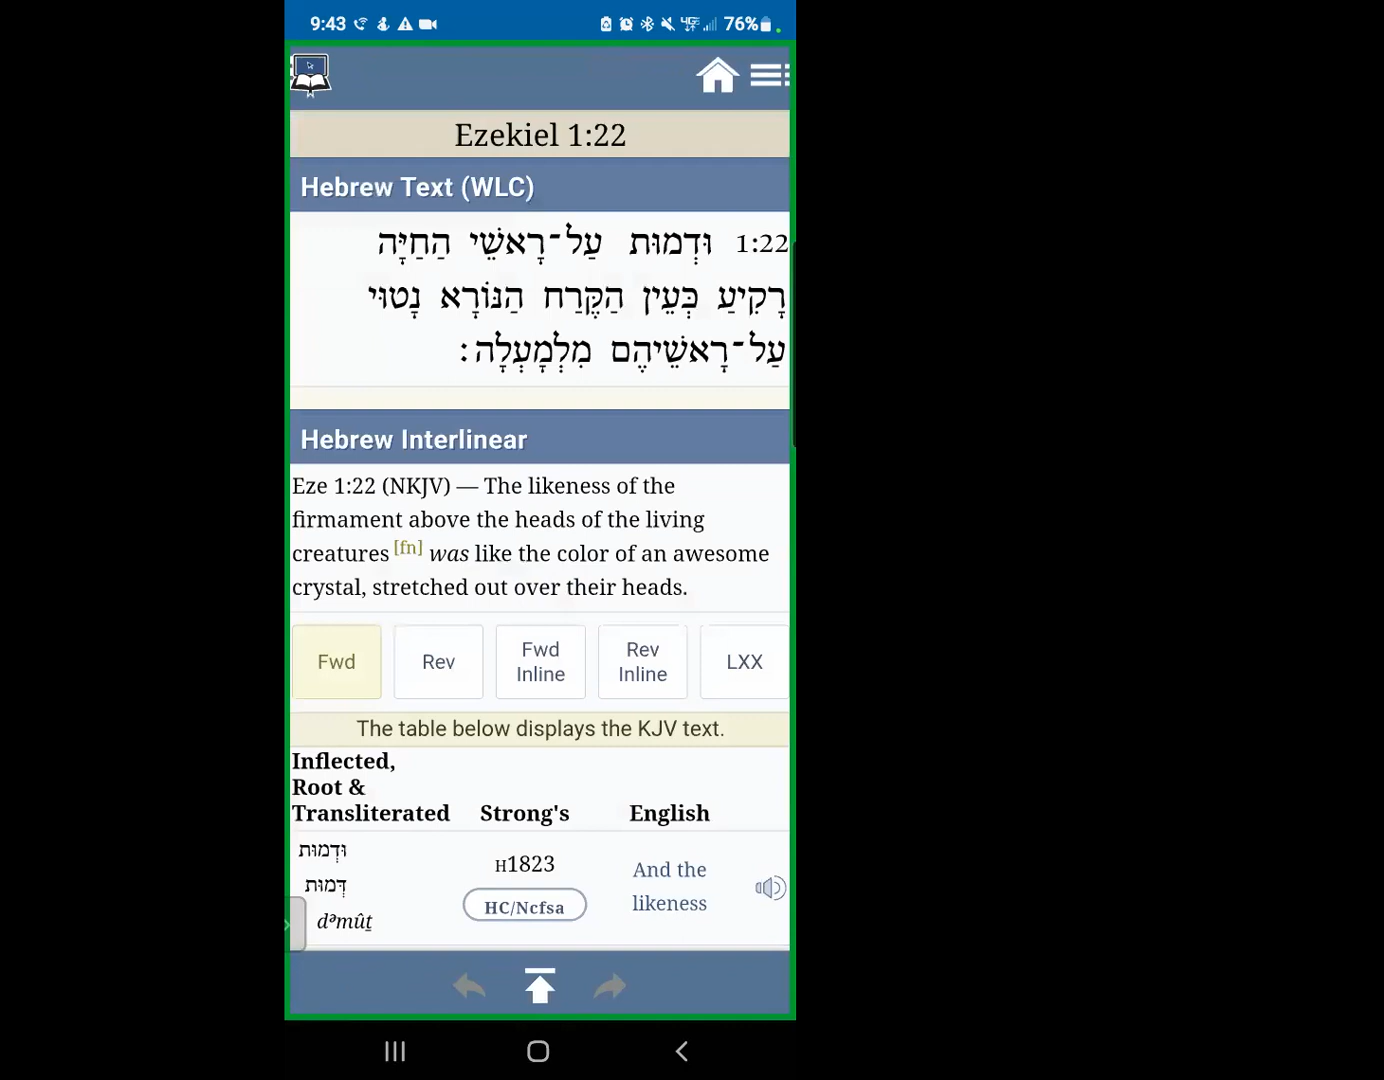 9:43
76%
Ezekiel 1:22
Hebrew Text (WLC)
1:22 וּדְמוּת עַל־רָאשֵׁי הַחַיָּה
רָקִיעַ כְּעֵין הַקֶּרַח הַנּוֹרָא נָטוּי
עַל־רָאשֵׁיהֶם מִלְמָעְלָה׃
Hebrew Interlinear
Eze 1:22 (NKJV) — The likeness of the
firmament above the heads of the living
creatures [fn] was like the color of an awesome
crystal, stretched out over their heads.
Fwd Rev Fwd Inline Rev Inline LXX
The table below displays the KJV text.
Inflected,
Root &
Transliterated Strong's English
וּדְמוּת
דְּמוּת
dᵊmûṯ
H1823
HC/Ncfsa
And the
likeness